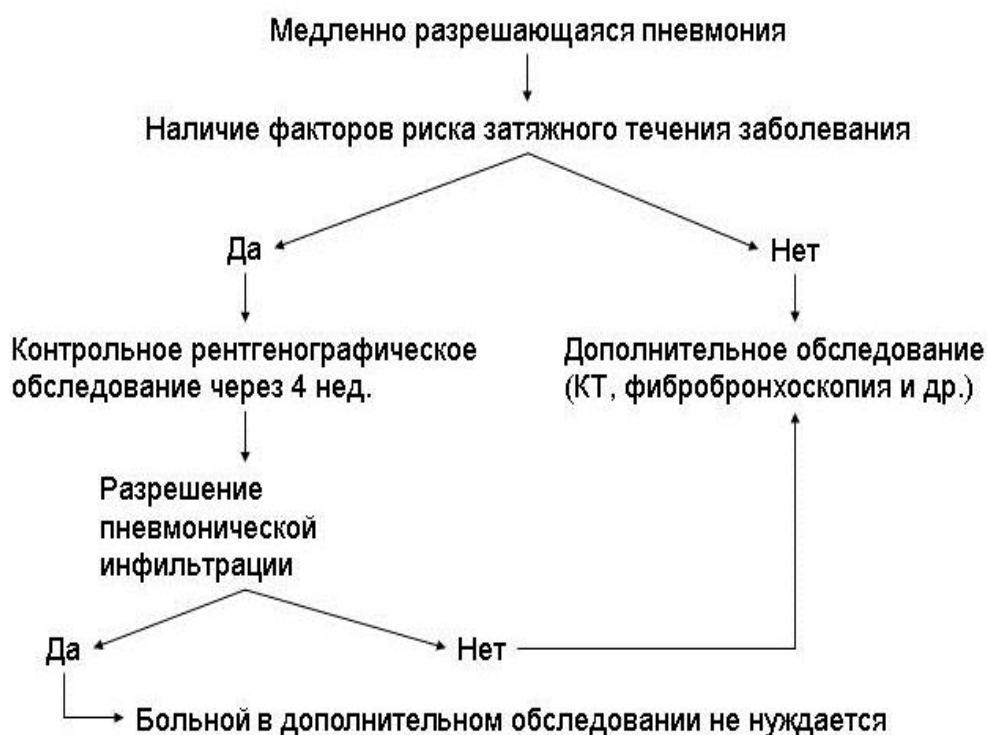 Медленно разрешающаяся пневмония
Наличие факторов риска затяжного течения заболевания
Да
Нет
Контрольное рентгенографическое
обследование через 4 нед.
Дополнительное обследование
(КТ, фибробронхоскопия и др.)
Разрешение
пневмонической
инфильтрации
Да
Нет
Больной в дополнительном обследовании не нуждается